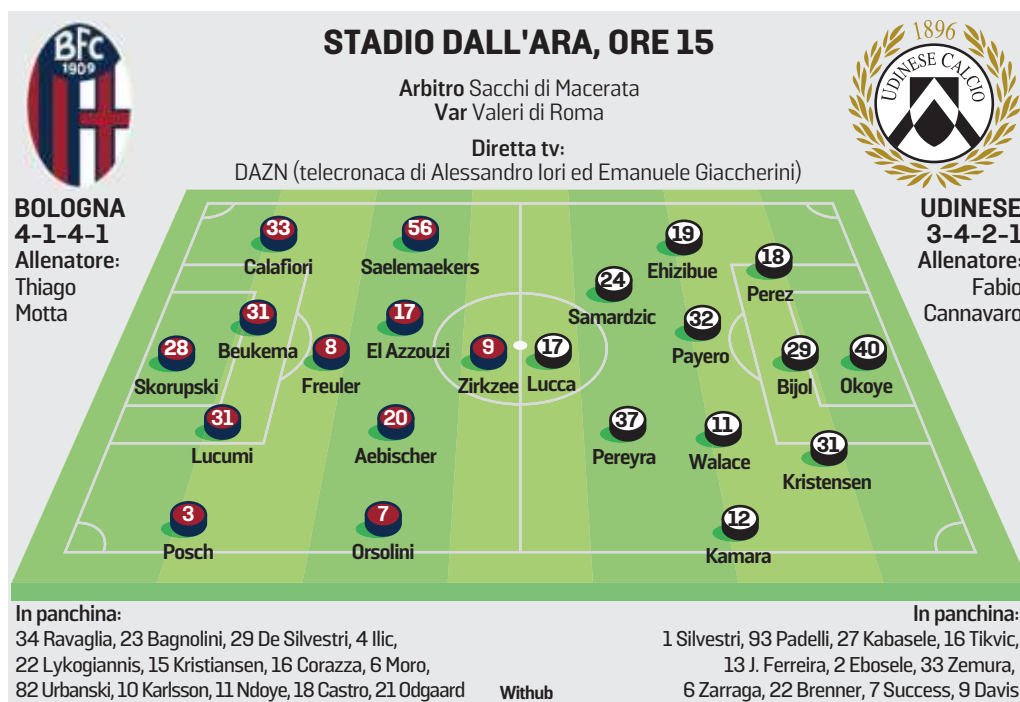 BFC
1909
STADIO DALL'ARA, ORE 15
Arbitro Sacchi di Macerata
Var Valeri di Roma
Diretta tv:
DAZN (telecronaca di Alessandro Iori ed Emanuele Giaccherini)
1896
UDINESE CALCIO
BOLOGNA
4-1-4-1
Allenatore:
Thiago
Motta
UDINESE
3-4-2-1
Allenatore:
Fabio
Cannavaro
33
Calafiori
56
Saelemaekers
31
Beukema
17
El Azzouzi
28
Skorupski
8
Freuler
9
Zirkzee
31
Lucumi
20
Aebischer
3
Posch
7
Orsolini
19
Ehizibue
18
Perez
24
Samardzic
32
Payero
17
Lucca
29
Bijol
40
Okoye
37
Pereyra
11
Walace
31
Kristensen
12
Kamara
In panchina:
34 Ravaglia, 23 Bagnolini, 29 De Silvestri, 4 Ilic,
22 Lykogiannis, 15 Kristiansen, 16 Corazza, 6 Moro,
82 Urbanski, 10 Karlsson, 11 Ndoye, 18 Castro, 21 Odgaard
Withub
In panchina:
1 Silvestri, 93 Padelli, 27 Kabasele, 16 Tikvic,
13 J. Ferreira, 2 Ebosele, 33 Zemura,
6 Zarraga, 22 Brenner, 7 Success, 9 Davis